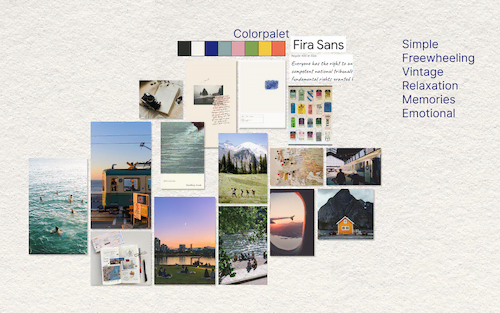 Colorpalet
Fira Sans
Everyone has the right to an
competent national tribunals
fundamental rights granted b
Simple
Freewheeling
Vintage
Relaxation
Memories
Emotional